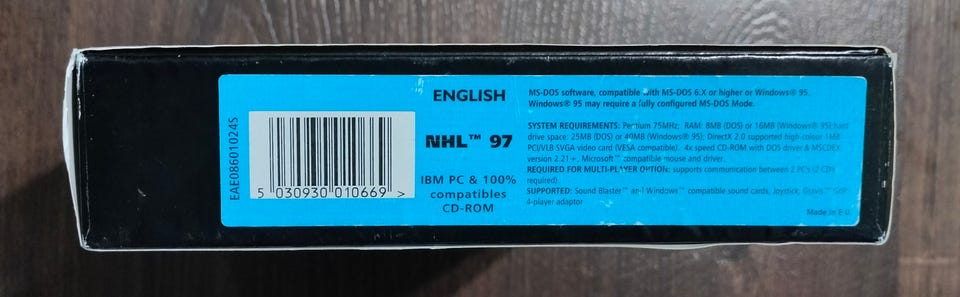 EAE08601024S
5 030930 010669 >
ENGLISH
NHL™ 97
IBM PC & 100%
compatibles
CD-ROM
MS-DOS software, compatible with MS-DOS 6.X or higher or Windows® 95.
Windows® 95 may require a fully configured MS-DOS Mode.
SYSTEM REQUIREMENTS: Pentium 75MHz; RAM: 8MB (DOS) or 16MB (Windows® 95); hard
drive space: 25MB (DOS) or 40MB (Windows® 95); DirectX 2.0 supported high colour 1MB
PCI/VLB SVGA video card (VESA compatible). 4x speed CD-ROM with DOS driver & MSCDEX
version 2.21+, Microsoft™ compatible mouse and driver.
REQUIRED FOR MULTI-PLAYER OPTION: supports communication between 2 PC's (2 CD's
required).
SUPPORTED: Sound Blaster™ and Windows™ compatible sound cards, Joystick, Gravis™ GrIP
4-player adaptor
Made in E.U.